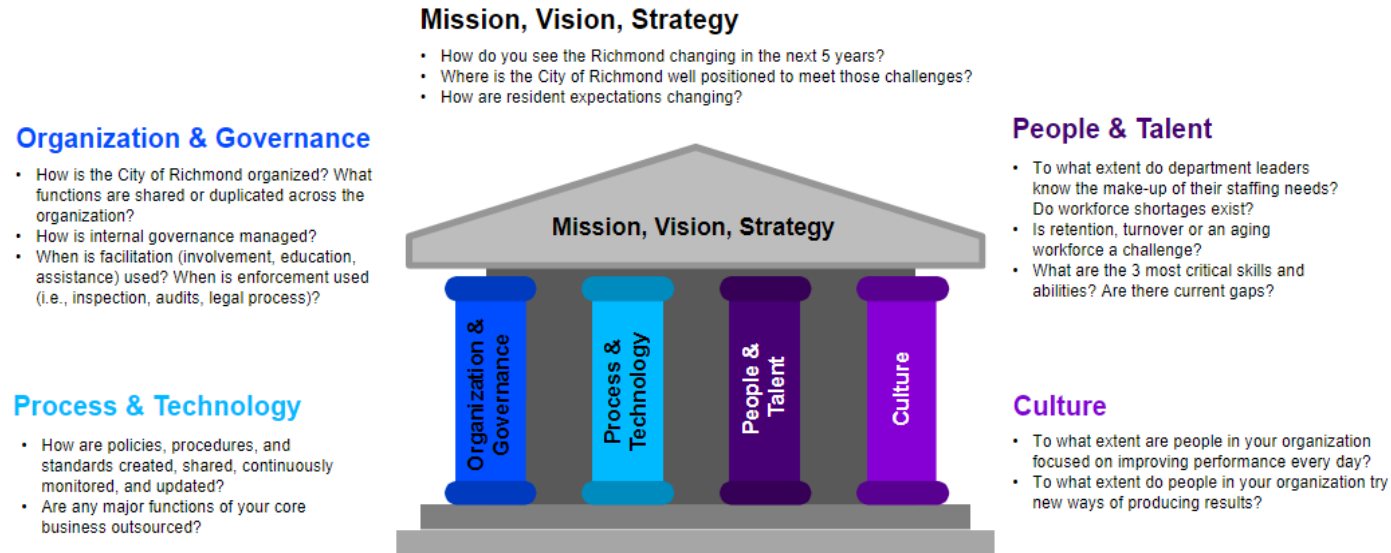 Mission, Vision, Strategy
• How do you see the Richmond changing in the next 5 years?
• Where is the City of Richmond well positioned to meet those challenges?
• How are resident expectations changing?
Organization & Governance
• How is the City of Richmond organized? What
functions are shared or duplicated across the
organization?
• How is internal governance managed?
• When is facilitation (involvement, education,
assistance) used? When is enforcement used
(i.e., inspection, audits, legal process)?
Process & Technology
• How are policies, procedures, and
standards created, shared, continuously
monitored, and updated?
• Are any major functions of your core
business outsourced?
Mission, Vision, Strategy
Organization &
Governance
Process &
Technology
People &
Talent
Culture
People & Talent
• To what extent do department leaders
know the make-up of their staffing needs?
Do workforce shortages exist?
• Is retention, turnover or an aging
workforce a challenge?
• What are the 3 most critical skills and
abilities? Are there current gaps?
Culture
• To what extent are people in your organization
focused on improving performance every day?
• To what extent do people in your organization try
new ways of producing results?